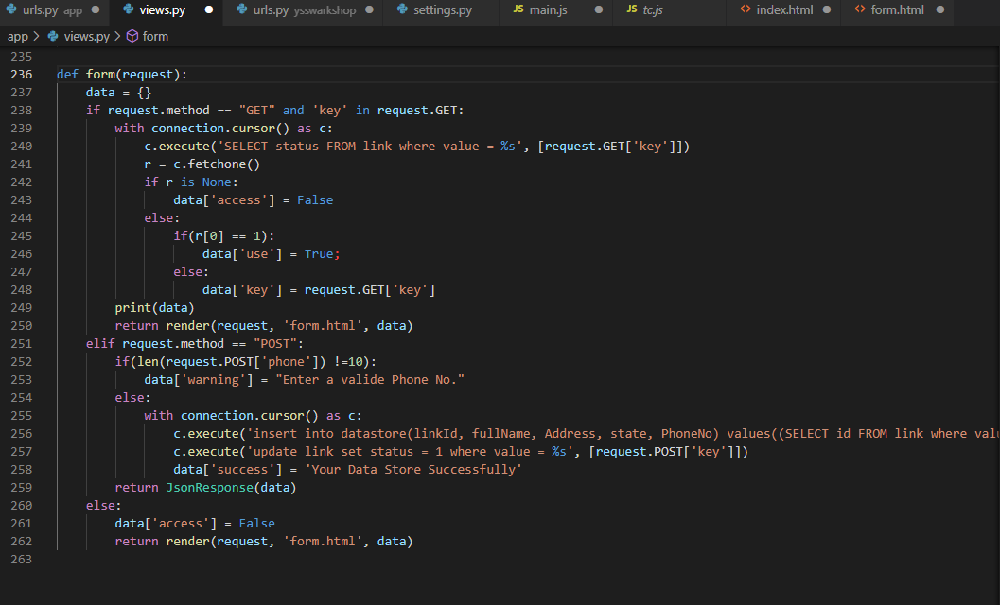 urls.py app ● views.py ● urls.py ysswarkshop ● settings.py JS main.js ● JS tc.js <> index.html ● <> form.html ●
app > views.py > form
235
236 def form(request):
237     data = {}
238     if request.method == "GET" and 'key' in request.GET:
239         with connection.cursor() as c:
240             c.execute('SELECT status FROM link where value = %s', [request.GET['key']])
241             r = c.fetchone()
242             if r is None:
243                 data['access'] = False
244             else:
245                 if(r[0] == 1):
246                     data['use'] = True;
247                 else:
248                     data['key'] = request.GET['key']
249         print(data)
250         return render(request, 'form.html', data)
251     elif request.method == "POST":
252         if(len(request.POST['phone']) !=10):
253             data['warning'] = "Enter a valide Phone No."
254         else:
255             with connection.cursor() as c:
256                 c.execute('insert into datastore(linkId, fullName, Address, state, PhoneNo) values((SELECT id FROM link where valu
257                 c.execute('update link set status = 1 where value = %s', [request.POST['key']])
258                 data['success'] = 'Your Data Store Successfully'
259         return JsonResponse(data)
260     else:
261         data['access'] = False
262         return render(request, 'form.html', data)
263